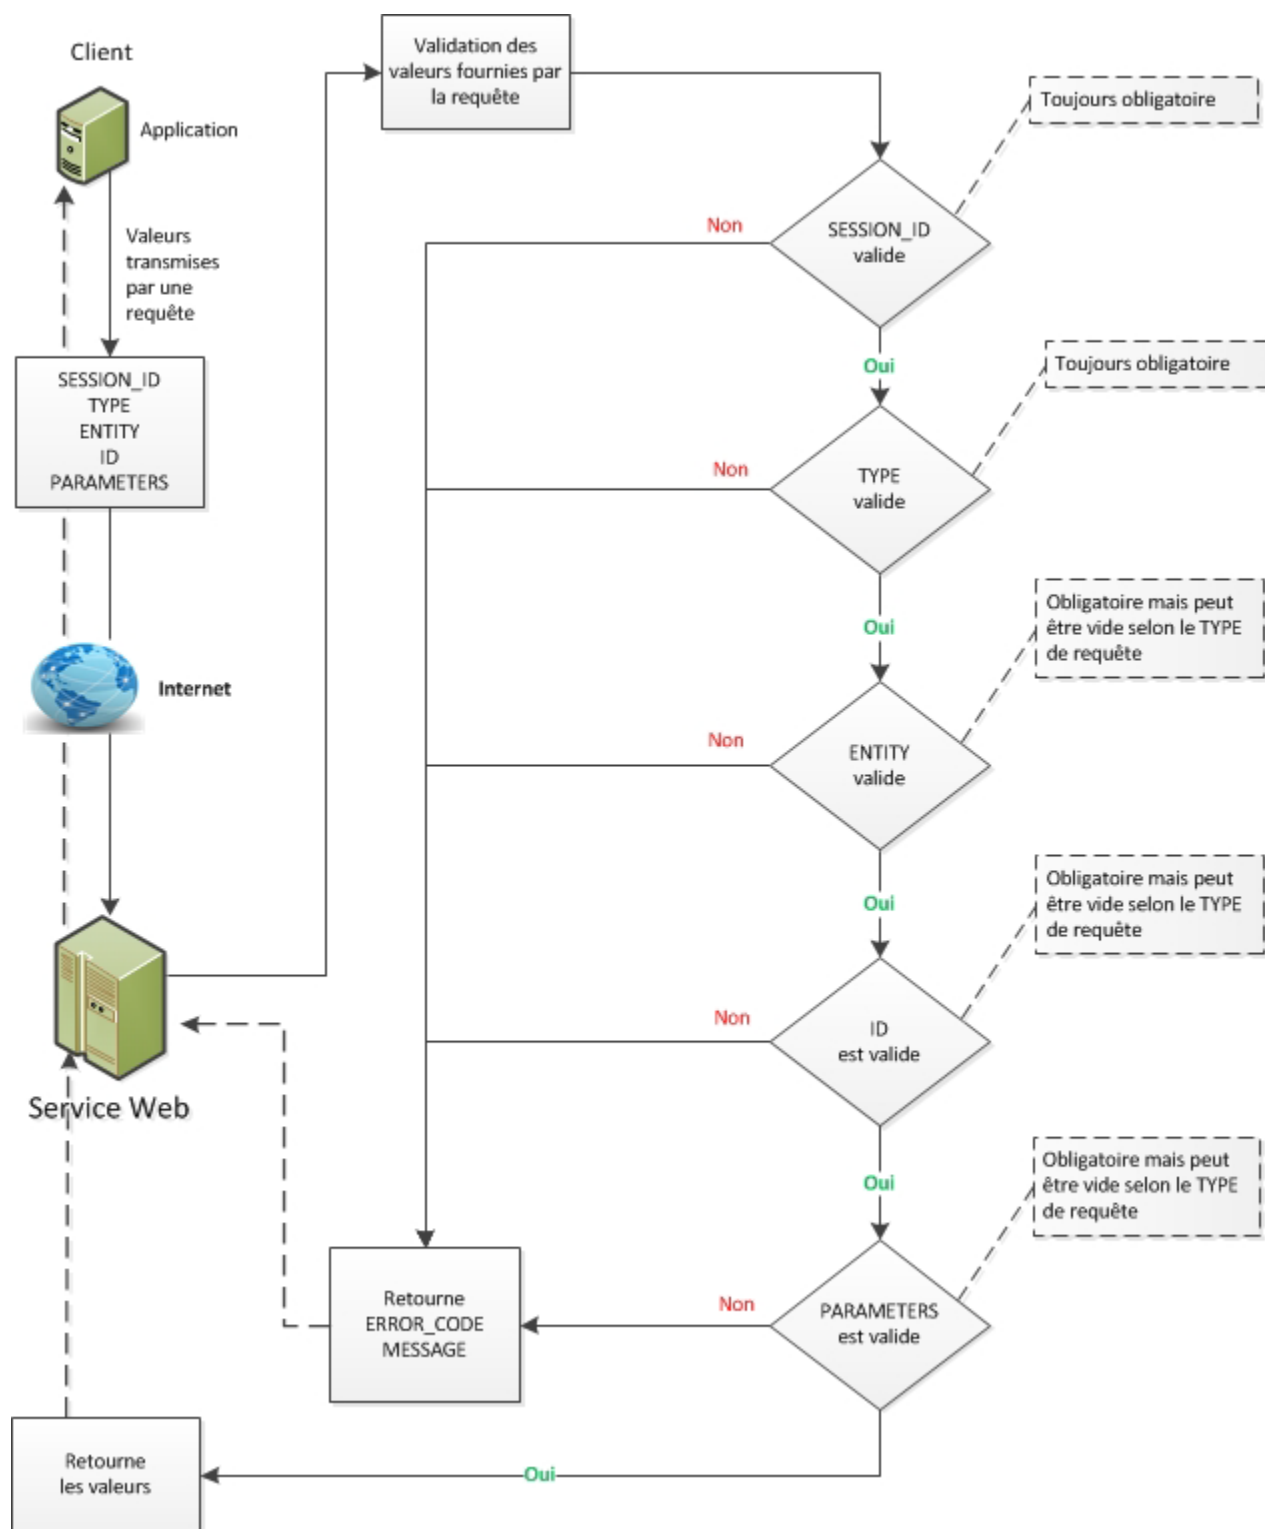 Client
Application
Valeurs
transmises
par une
requête
SESSION_ID
TYPE
ENTITY
ID
PARAMETERS
Internet
Service Web
Validation des
valeurs fournies par
la requête
Toujours obligatoire
Non
SESSION_ID
valide
Oui
Toujours obligatoire
Non
TYPE
valide
Oui
Obligatoire mais peut
être vide selon le TYPE
de requête
Non
ENTITY
valide
Oui
Obligatoire mais peut
être vide selon le TYPE
de requête
Non
ID
est valide
Oui
Obligatoire mais peut
être vide selon le TYPE
de requête
Non
PARAMETERS
est valide
Retourne
ERROR_CODE
MESSAGE
Oui
Retourne
les valeurs